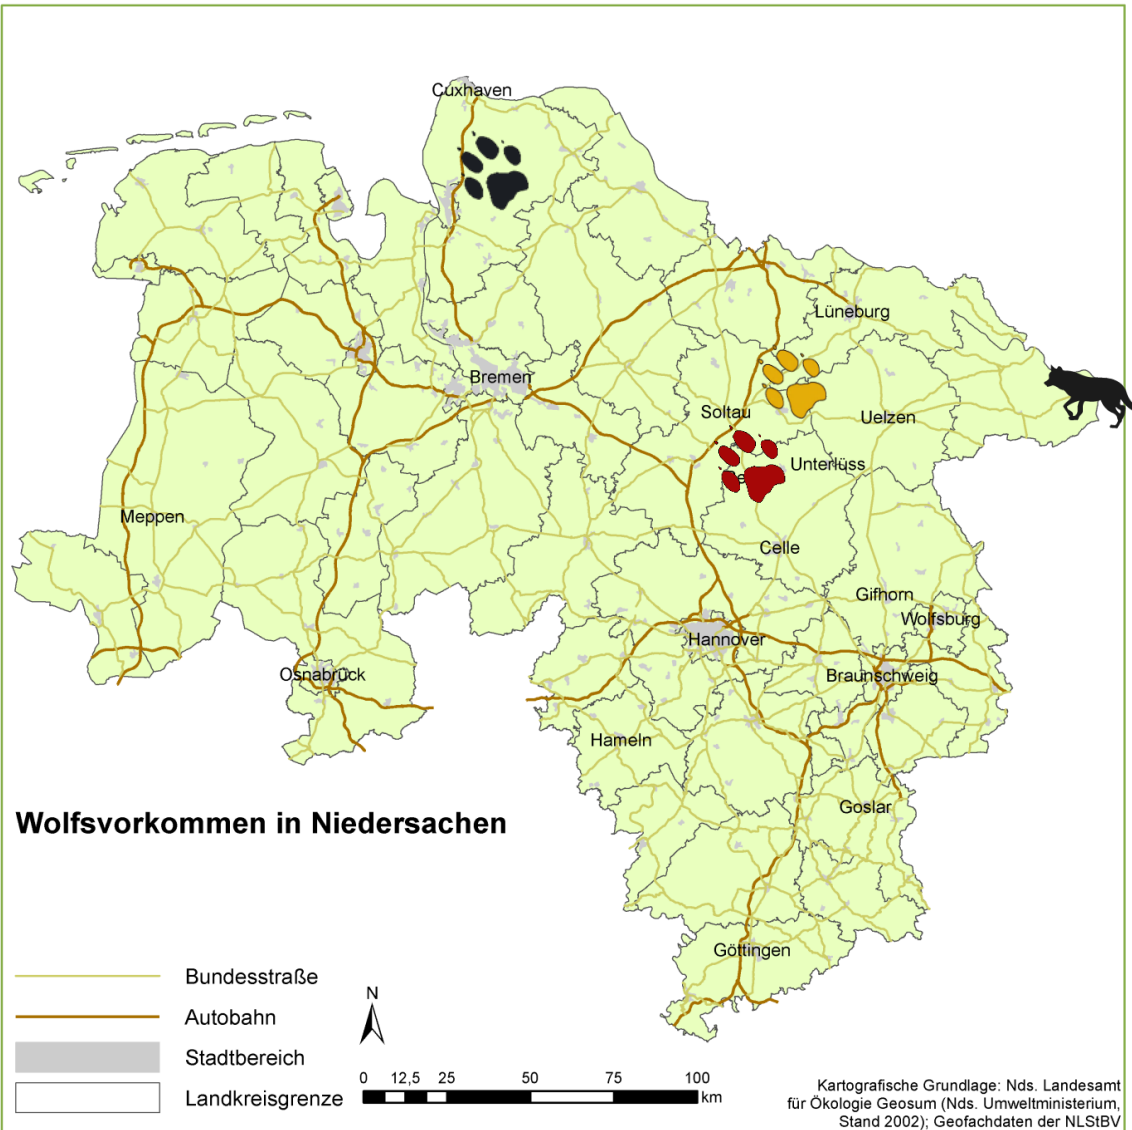 Cuxhaven
Lüneburg
Bremen
Soltau
Uelzen
Unterlüss
Meppen
Celle
Gifhorn
Wolfsburg
Hannover
Osnabrück
Braunschweig
Hameln
Goslar
Wolfsvorkommen in Niedersachen
Göttingen
Bundesstraße
Autobahn
Stadtbereich
Landkreisgrenze
N
0 12,5 25 50 75 100
km
Kartografische Grundlage: Nds. Landesamt
für Ökologie Geosum (Nds. Umweltministerium,
Stand 2002); Geofachdaten der NLStBV